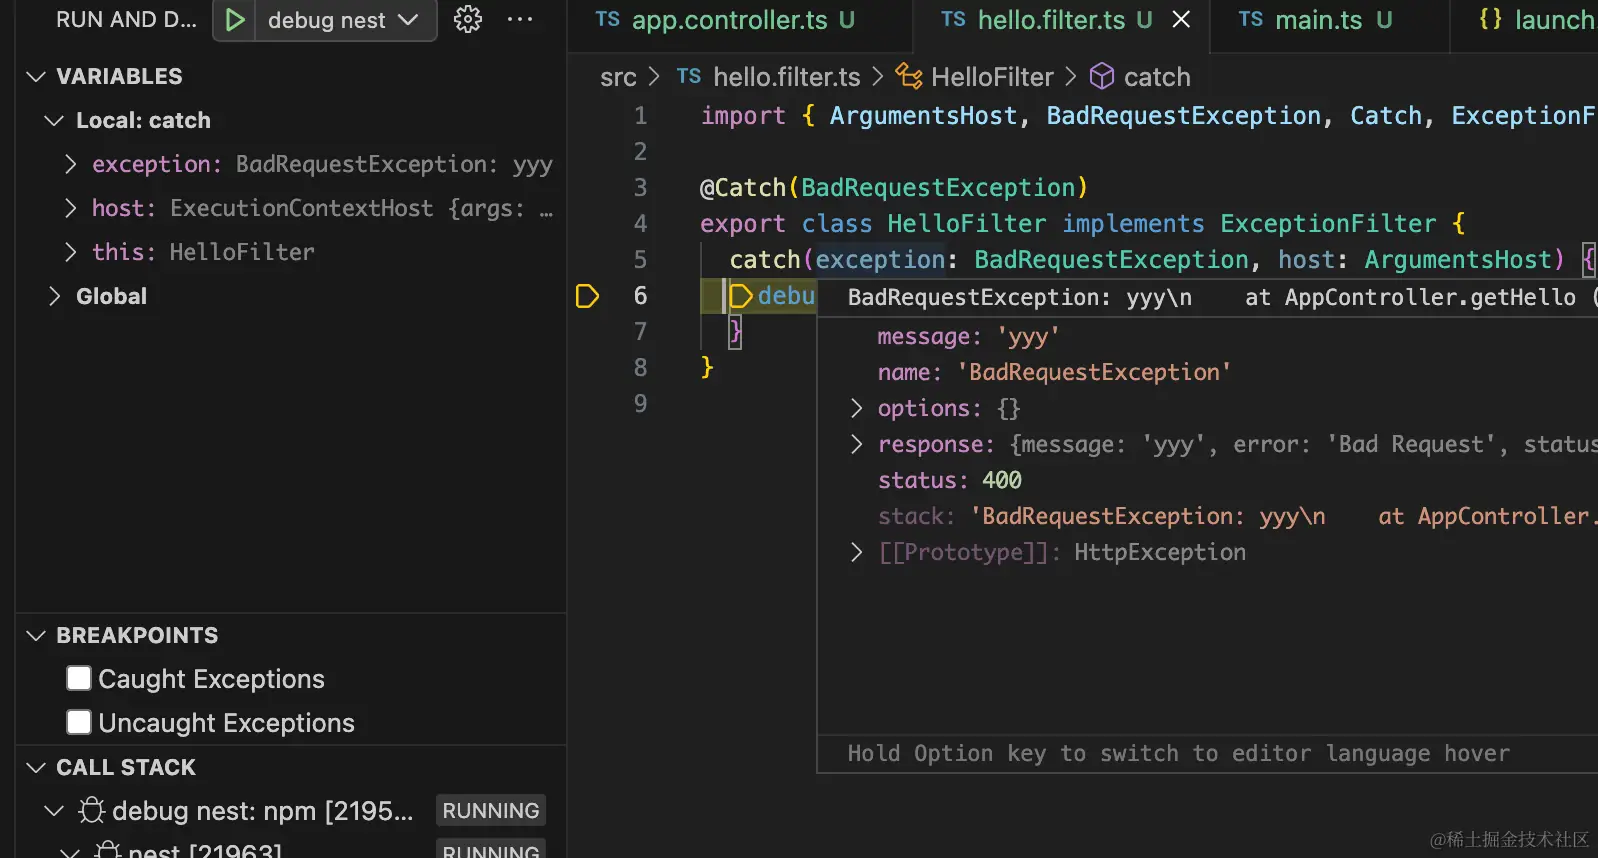 RUN AND D...
debug nest
VARIABLES
Local: catch
exception: BadRequestException: yyy
host: ExecutionContextHost {args: …
this: HelloFilter
Global
BREAKPOINTS
Caught Exceptions
Uncaught Exceptions
CALL STACK
debug nest: npm [2195... RUNNING
nest [21963] RUNNING
TS app.controller.ts U
TS hello.filter.ts U
TS main.ts U
{} launch
src > TS hello.filter.ts > HelloFilter > catch
1 import { ArgumentsHost, BadRequestException, Catch, ExceptionF
2
3 @Catch(BadRequestException)
4 export class HelloFilter implements ExceptionFilter {
5 catch(exception: BadRequestException, host: ArgumentsHost) {
6 debu
7 }
8 }
9
BadRequestException: yyy\n    at AppController.getHello (
message: 'yyy'
name: 'BadRequestException'
options: {}
response: {message: 'yyy', error: 'Bad Request', status
status: 400
stack: 'BadRequestException: yyy\n    at AppController.
[[Prototype]]: HttpException
Hold Option key to switch to editor language hover
@稀土掘金技术社区